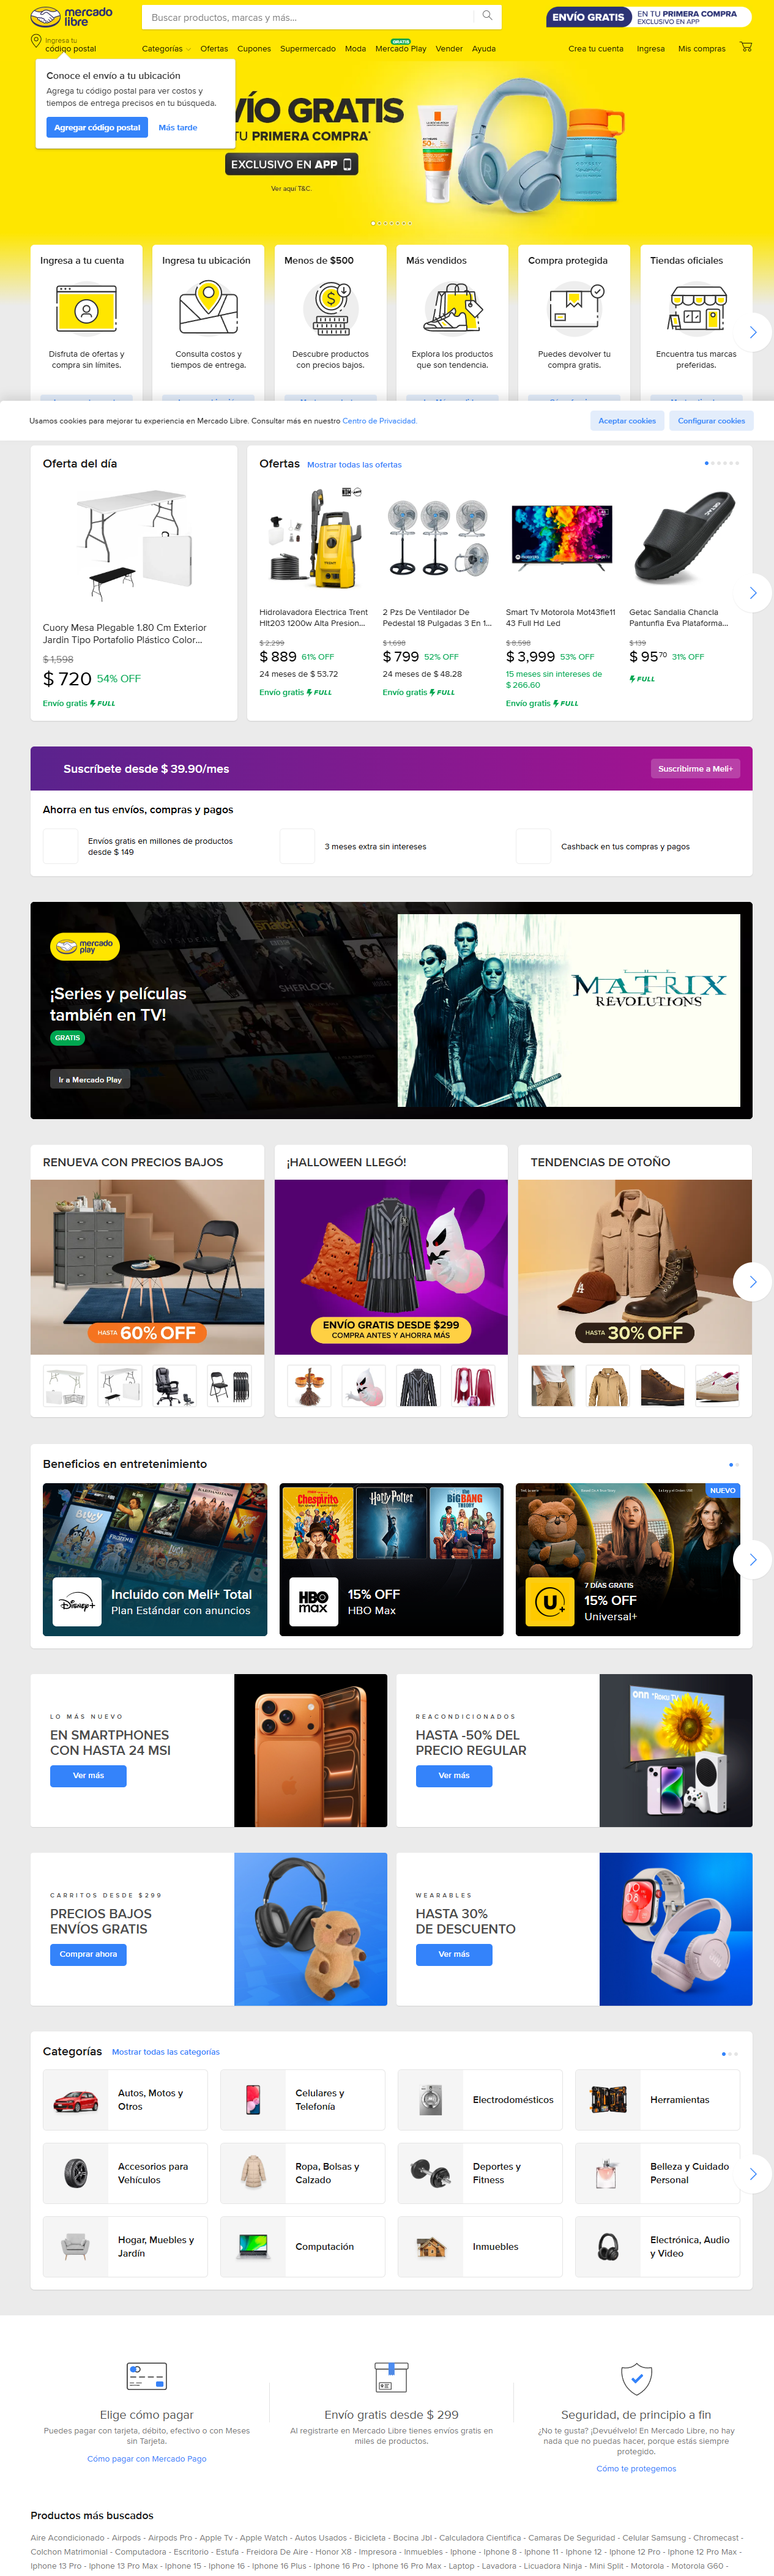 mercado
libre
Buscar productos, marcas y más...
ENVÍO GRATIS EN TU PRIMERA COMPRA
EXCLUSIVO EN APP
Ingresa tu
código postal
Categorías Ofertas Cupones Supermercado Moda Mercado Play Vender Ayuda
GRATIS
Crea tu cuenta Ingresa Mis compras
Conoce el envío a tu ubicación
Agrega tu código postal para ver costos y
tiempos de entrega precisos en tu búsqueda.
Agregar código postal Más tarde
VÍO GRATIS
TU PRIMERA COMPRA*
EXCLUSIVO EN APP
Ver aquí T&C.
Ingresa a tu cuenta
Disfruta de ofertas y
compra sin límites.
Ingresa tu ubicación
Consulta costos y
tiempos de entrega.
Menos de $500
Descubre productos
con precios bajos.
Más vendidos
Explora los productos
que son tendencia.
Compra protegida
Puedes devolver tu
compra gratis.
Tiendas oficiales
Encuentra tus marcas
preferidas.
Usamos cookies para mejorar tu experiencia en Mercado Libre. Consultar más en nuestro Centro de Privacidad.
Aceptar cookies Configurar cookies
Oferta del día
Cuory Mesa Plegable 1.80 Cm Exterior
Jardin Tipo Portafolio Plástico Color...
$ 1,598
$ 720 54% OFF
Envío gratis FULL
Ofertas Mostrar todas las ofertas
Hidrolavadora Electrica Trent
Hlt203 1200w Alta Presion...
$ 2,299
$ 889 61% OFF
24 meses de $ 53.72
Envío gratis FULL
2 Pzs De Ventilador De
Pedestal 18 Pulgadas 3 En 1...
$ 1,698
$ 799 52% OFF
24 meses de $ 48.28
Envío gratis FULL
Smart Tv Motorola Mot43fle11
43 Full Hd Led
$ 8,598
$ 3,999 53% OFF
15 meses sin intereses de
$ 266.60
Envío gratis FULL
Getac Sandalia Chancla
Pantunfla Eva Plataforma...
$ 139
$ 95 70 31% OFF
FULL
Suscríbete desde $ 39.90/mes
Suscribirme a Meli+
Ahorra en tus envíos, compras y pagos
Envíos gratis en millones de productos
desde $ 149
3 meses extra sin intereses
Cashback en tus compras y pagos
mercado
play
¡Series y películas
también en TV!
GRATIS
Ir a Mercado Play
SHERLOCK
THE
MATRIX
REVOLUTIONS
RENUEVA CON PRECIOS BAJOS
HASTA 60% OFF
¡HALLOWEEN LLEGÓ!
ENVÍO GRATIS DESDE $299
COMPRA ANTES Y AHORRA MÁS
TENDENCIAS DE OTOÑO
HASTA 30% OFF
Beneficios en entretenimiento
BLUEY
FROZEN II
Disney+
Incluido con Meli+ Total
Plan Estándar con anuncios
Chespirito
Harry Potter
the BIG BANG THEORY
HBO
max
15% OFF
HBO Max
NUEVO
U+
7 DÍAS GRATIS
15% OFF
Universal+
LO MÁS NUEVO
EN SMARTPHONES
CON HASTA 24 MSI
Ver más
REACONDICIONADOS
HASTA -50% DEL
PRECIO REGULAR
Ver más
onn Roku TV
CARRITOS DESDE $299
PRECIOS BAJOS
ENVÍOS GRATIS
Comprar ahora
WEARABLES
HASTA 30%
DE DESCUENTO
Ver más
Categorías Mostrar todas las categorías
Autos, Motos y
Otros
Celulares y
Telefonía
Electrodomésticos
Herramientas
Accesorios para
Vehículos
Ropa, Bolsas y
Calzado
Deportes y
Fitness
Belleza y Cuidado
Personal
Hogar, Muebles y
Jardín
Computación
Inmuebles
Electrónica, Audio
y Video
Elige cómo pagar
Puedes pagar con tarjeta, débito, efectivo o con Meses
sin Tarjeta.
Cómo pagar con Mercado Pago
Envío gratis desde $ 299
Al registrarte en Mercado Libre tienes envíos gratis en
miles de productos.
Seguridad, de principio a fin
¿No te gusta? ¡Devuélvelo! En Mercado Libre, no hay
nada que no puedas hacer, porque estás siempre
protegido.
Cómo te protegemos
Productos más buscados
Aire Acondicionado - Airpods - Airpods Pro - Apple Tv - Apple Watch - Autos Usados - Bicicleta - Bocina Jbl - Calculadora Cientifica - Camaras De Seguridad - Celular Samsung - Chromecast -
Colchon Matrimonial - Computadora - Escritorio - Estufa - Freidora De Aire - Honor X8 - Impresora - Inmuebles - Iphone - Iphone 8 - Iphone 11 - Iphone 12 - Iphone 12 Pro - Iphone 12 Pro Max -
Iphone 13 Pro - Iphone 13 Pro Max - Iphone 15 - Iphone 16 - Iphone 16 Plus - Iphone 16 Pro - Iphone 16 Pro Max - Laptop - Lavadora - Licuadora Ninja - Mini Split - Motorola - Motorola G60 -